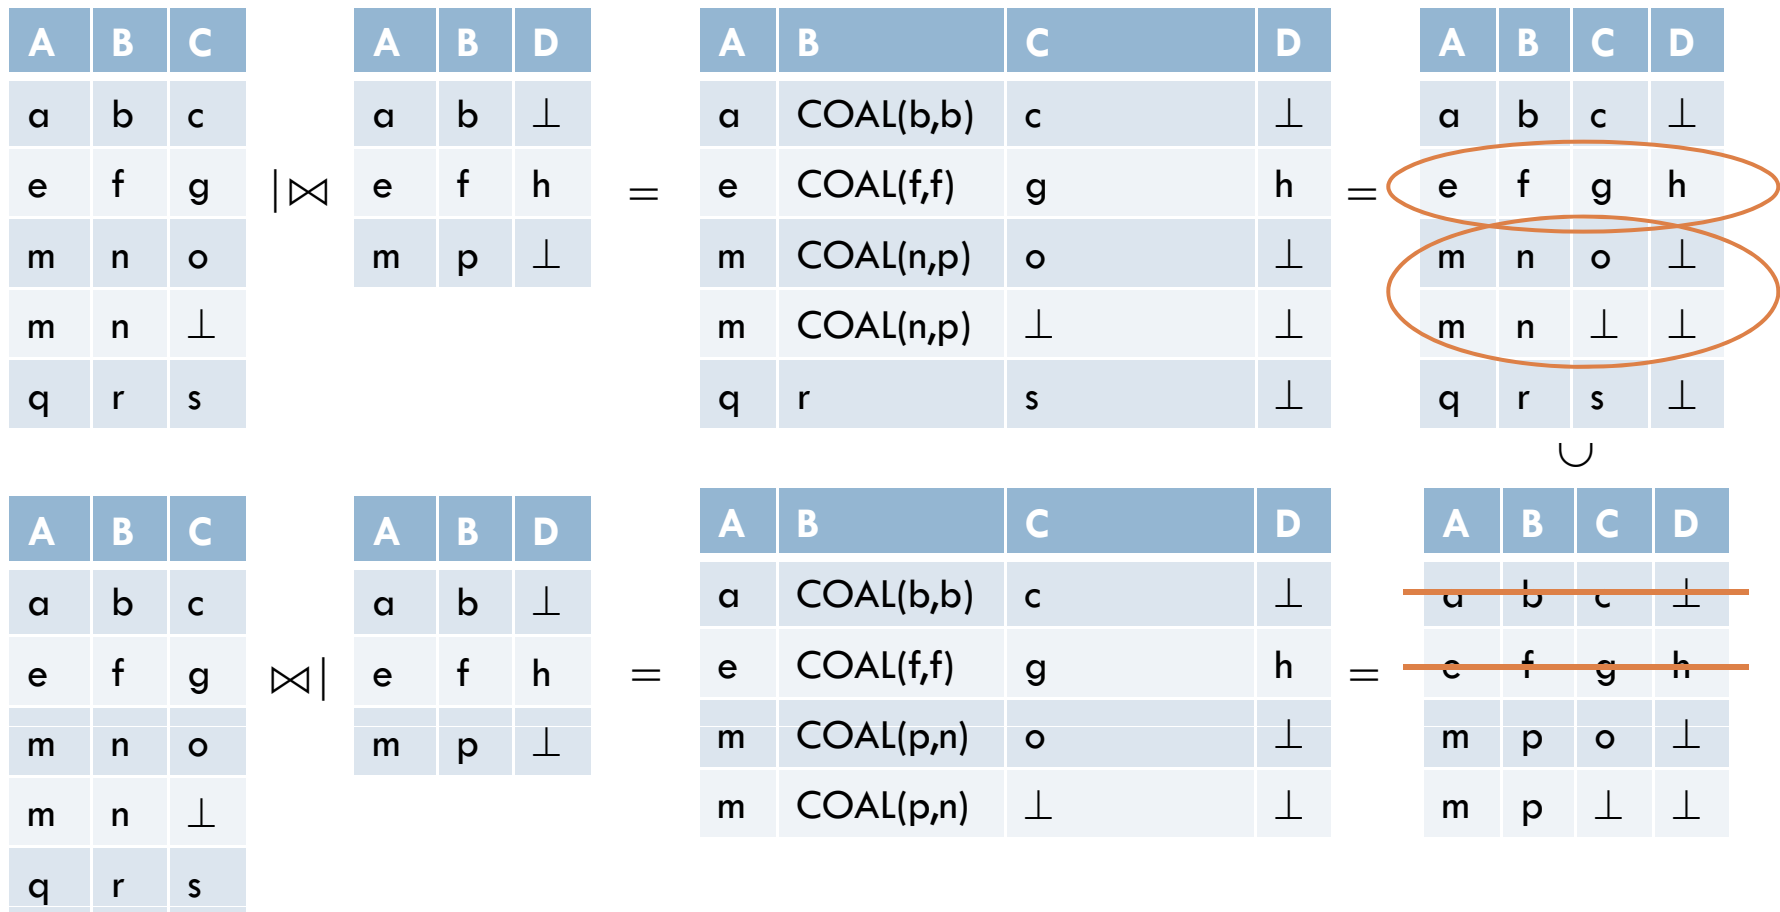 A B C A B D A B C D A B C D
a b c a b ⊥ a COAL(b,b) c ⊥ a b c ⊥
e f g |⋈ e f h = e COAL(f,f) g h = e f g h
m n o m p ⊥ m COAL(n,p) o ⊥ m n o ⊥
m n ⊥ m COAL(n,p) ⊥ ⊥ m n ⊥ ⊥
q r s q r s ⊥ q r s ⊥
∪
A B C A B D A B C D A B C D
a b c a b ⊥ a COAL(b,b) c ⊥ a b c ⊥
e f g ⋈| e f h = e COAL(f,f) g h = e f g h
m n o m p ⊥ m COAL(p,n) o ⊥ m p o ⊥
m n ⊥ m COAL(p,n) ⊥ ⊥ m p ⊥ ⊥
q r s